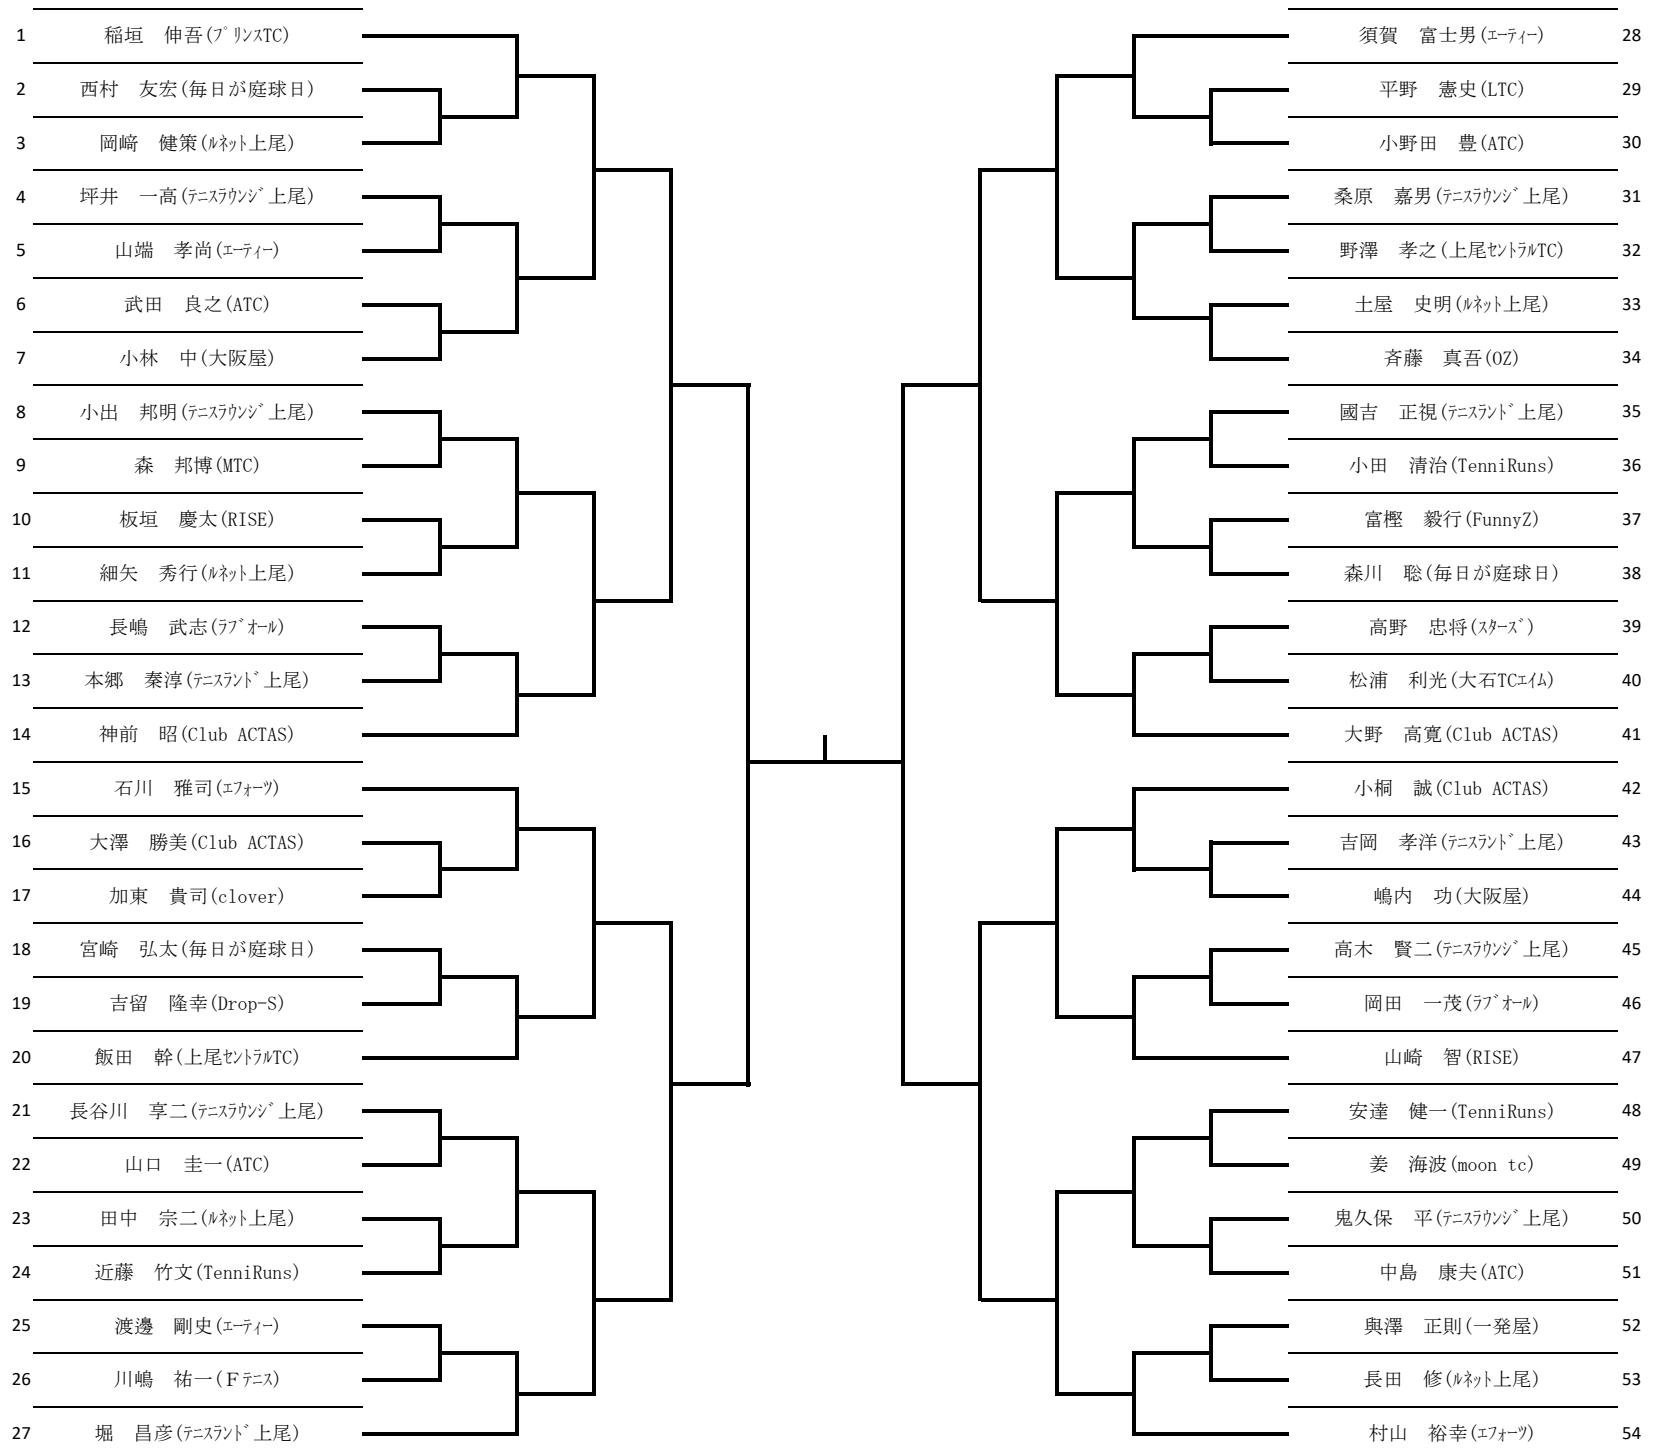 1 稲垣　伸吾(ﾌﾟﾘﾝｽTC)
2 西村　友宏(毎日が庭球日)
3 岡﨑　健策(ﾙﾈｯﾄ上尾)
4 坪井　一高(ﾃﾆｽﾗｳﾝｼﾞ上尾)
5 山端　孝尚(ｴｰﾃｨｰ)
6 武田　良之(ATC)
7 小林　中(大阪屋)
8 小出　邦明(ﾃﾆｽﾗｳﾝｼﾞ上尾)
9 森　邦博(MTC)
10 板垣　慶太(RISE)
11 細矢　秀行(ﾙﾈｯﾄ上尾)
12 長嶋　武志(ﾗﾌﾞｵｰﾙ)
13 本郷　秦淳(ﾃﾆｽﾗﾝﾄﾞ上尾)
14 神前　昭(Club ACTAS)
15 石川　雅司(ｴﾌｫｰﾂ)
16 大澤　勝美(Club ACTAS)
17 加東　貴司(clover)
18 宮崎　弘太(毎日が庭球日)
19 吉留　隆幸(Drop-S)
20 飯田　幹(上尾ｾﾝﾄﾗﾙTC)
21 長谷川　享二(ﾃﾆｽﾗｳﾝｼﾞ上尾)
22 山口　圭一(ATC)
23 田中　宗二(ﾙﾈｯﾄ上尾)
24 近藤　竹文(TenniRuns)
25 渡邊　剛史(ｴｰﾃｨｰ)
26 川嶋　祐一(Ｆﾃﾆｽ)
27 堀　昌彦(ﾃﾆｽﾗﾝﾄﾞ上尾)
須賀　富士男(ｴｰﾃｨｰ) 28
平野　憲史(LTC) 29
小野田　豊(ATC) 30
桑原　嘉男(ﾃﾆｽﾗｳﾝｼﾞ上尾) 31
野澤　孝之(上尾ｾﾝﾄﾗﾙTC) 32
土屋　史明(ﾙﾈｯﾄ上尾) 33
斉藤　真吾(OZ) 34
國吉　正視(ﾃﾆｽﾗﾝﾄﾞ上尾) 35
小田　清治(TenniRuns) 36
富樫　毅行(FunnyZ) 37
森川　聡(毎日が庭球日) 38
高野　忠将(ｽﾀｰｽﾞ) 39
松浦　利光(大石TCｴｲﾑ) 40
大野　高寛(Club ACTAS) 41
小桐　誠(Club ACTAS) 42
吉岡　孝洋(ﾃﾆｽﾗﾝﾄﾞ上尾) 43
嶋内　功(大阪屋) 44
高木　賢二(ﾃﾆｽﾗｳﾝｼﾞ上尾) 45
岡田　一茂(ﾗﾌﾞｵｰﾙ) 46
山崎　智(RISE) 47
安達　健一(TenniRuns) 48
姜　海波(moon tc) 49
鬼久保　平(ﾃﾆｽﾗｳﾝｼﾞ上尾) 50
中島　康夫(ATC) 51
與澤　正則(一発屋) 52
長田　修(ﾙﾈｯﾄ上尾) 53
村山　裕幸(ｴﾌｫｰﾂ) 54